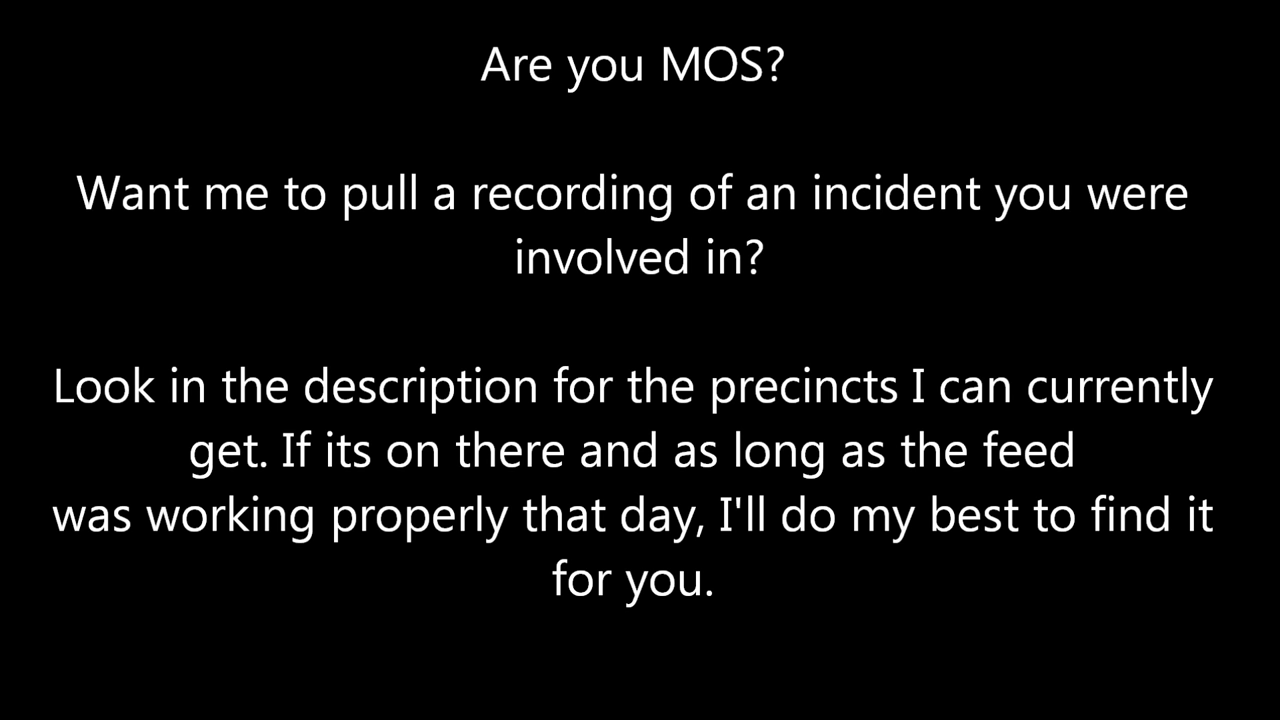 Are you MOS?
Want me to pull a recording of an incident you were
involved in?
Look in the description for the precincts I can currently
get. If its on there and as long as the feed
was working properly that day, I'll do my best to find it
for you.